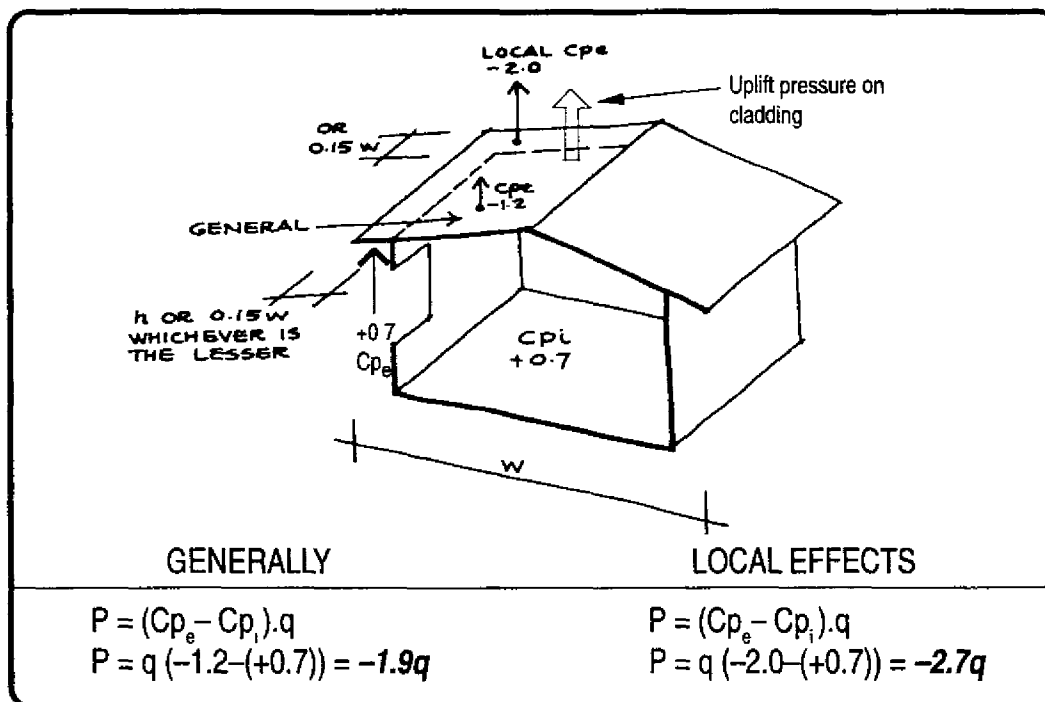 LOCAL Cpe
-2.0
Uplift pressure on
cladding
OR
0.15 W
Cpe
-1.2
GENERAL
h OR 0.15W
WHICHEVER IS
THE LESSER
+0.7
Cpₑ
Cpi
+0.7
W
GENERALLY
P = (Cpₑ – Cpᵢ).q
P = q (–1.2–(+0.7)) = –1.9q
LOCAL EFFECTS
P = (Cpₑ – Cpᵢ).q
P = q (–2.0–(+0.7)) = –2.7q